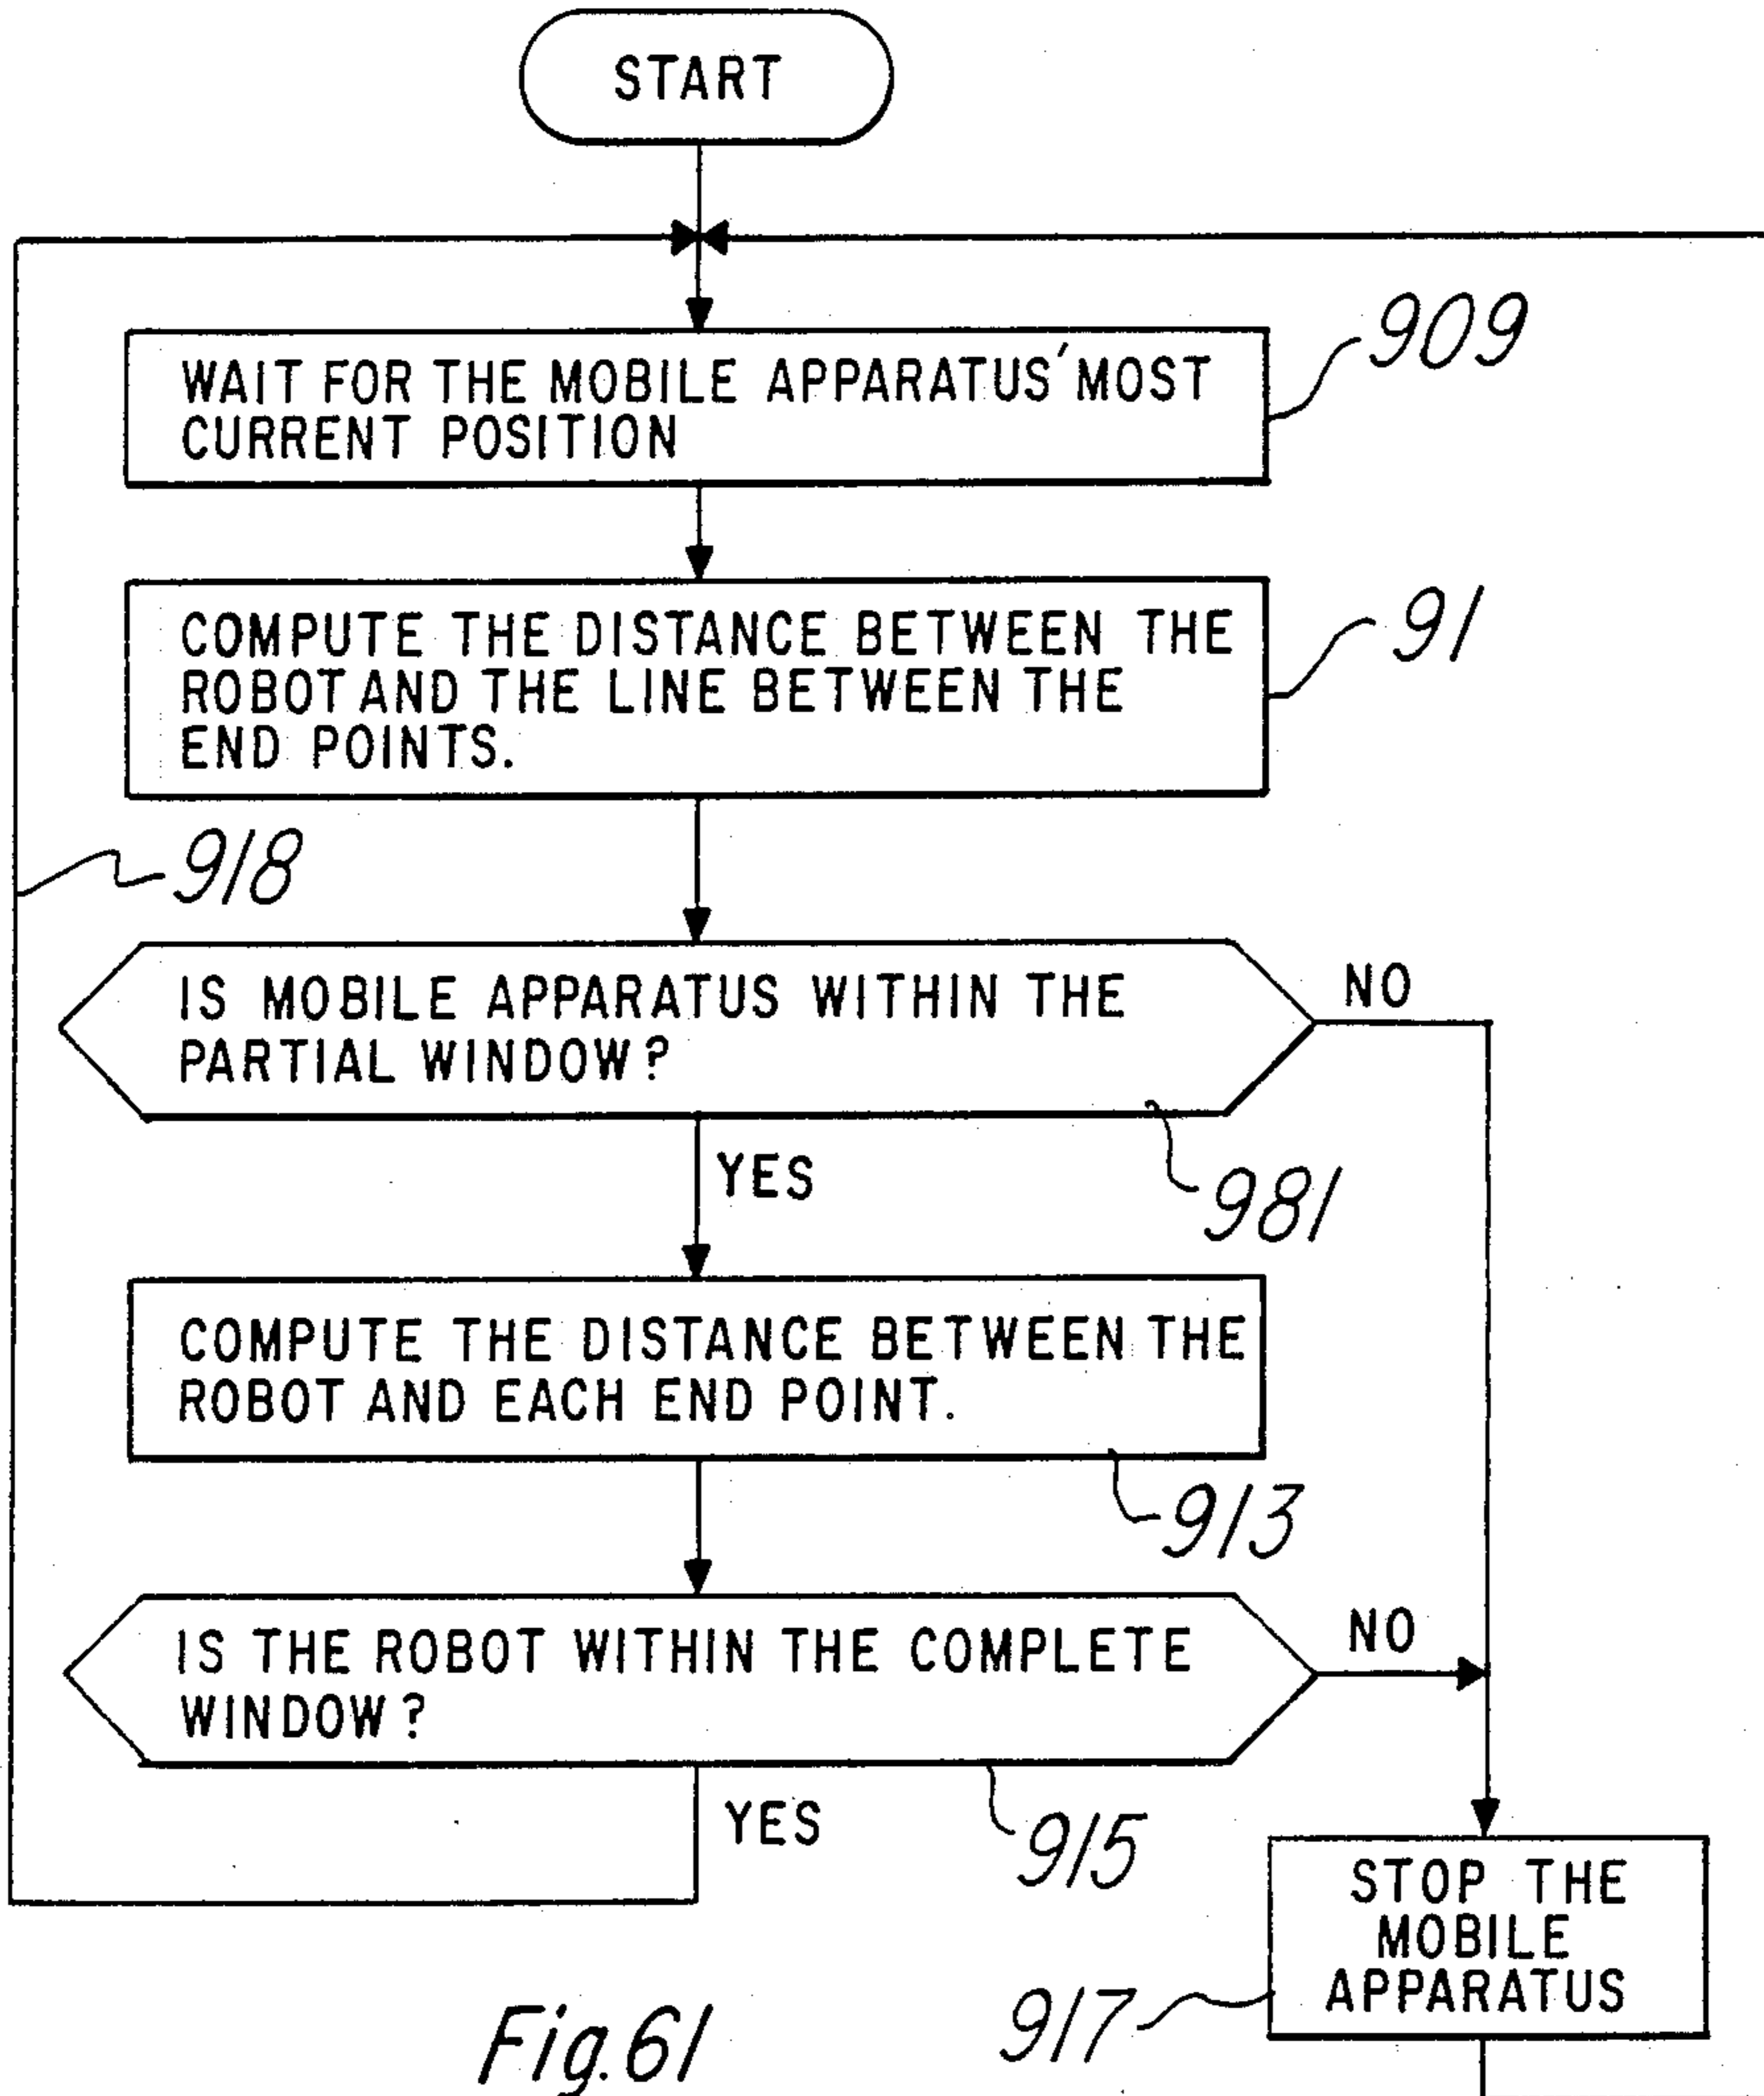 START
WAIT FOR THE MOBILE APPARATUS' MOST
CURRENT POSITION
909
COMPUTE THE DISTANCE BETWEEN THE
ROBOT AND THE LINE BETWEEN THE
END POINTS.
91
918
IS MOBILE APPARATUS WITHIN THE
PARTIAL WINDOW?
NO
YES
981
COMPUTE THE DISTANCE BETWEEN THE
ROBOT AND EACH END POINT.
913
IS THE ROBOT WITHIN THE COMPLETE
WINDOW?
NO
YES
915
STOP THE
MOBILE
APPARATUS
917
Fig. 61